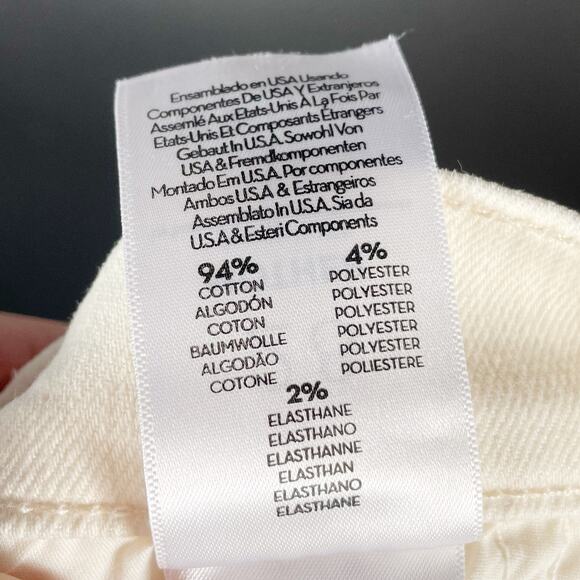 Ensamblado en USA Usando
Componentes De USA Y Extranjeros
Assemlé Aux Etats-Unis À La Fois Par
Etats-Unis Et Composants Étrangers
Gebaut In U.S.A. Sowohl Von
USA & Fremdkomponenten
Montado Em U.S.A. Por componentes
Ambos U.S.A & Estrangeiros
Assemblato In U.S.A. Sia da
U.S.A & Esteri Components
94%
COTTON
ALGODÓN
COTON
BAUMWOLLE
ALGODÃO
COTONE
4%
POLYESTER
POLYESTER
POLYESTER
POLYESTER
POLYESTER
POLIESTERE
2%
ELASTHANE
ELASTHANO
ELASTHANNE
ELASTHAN
ELASTHANO
ELASTHANE